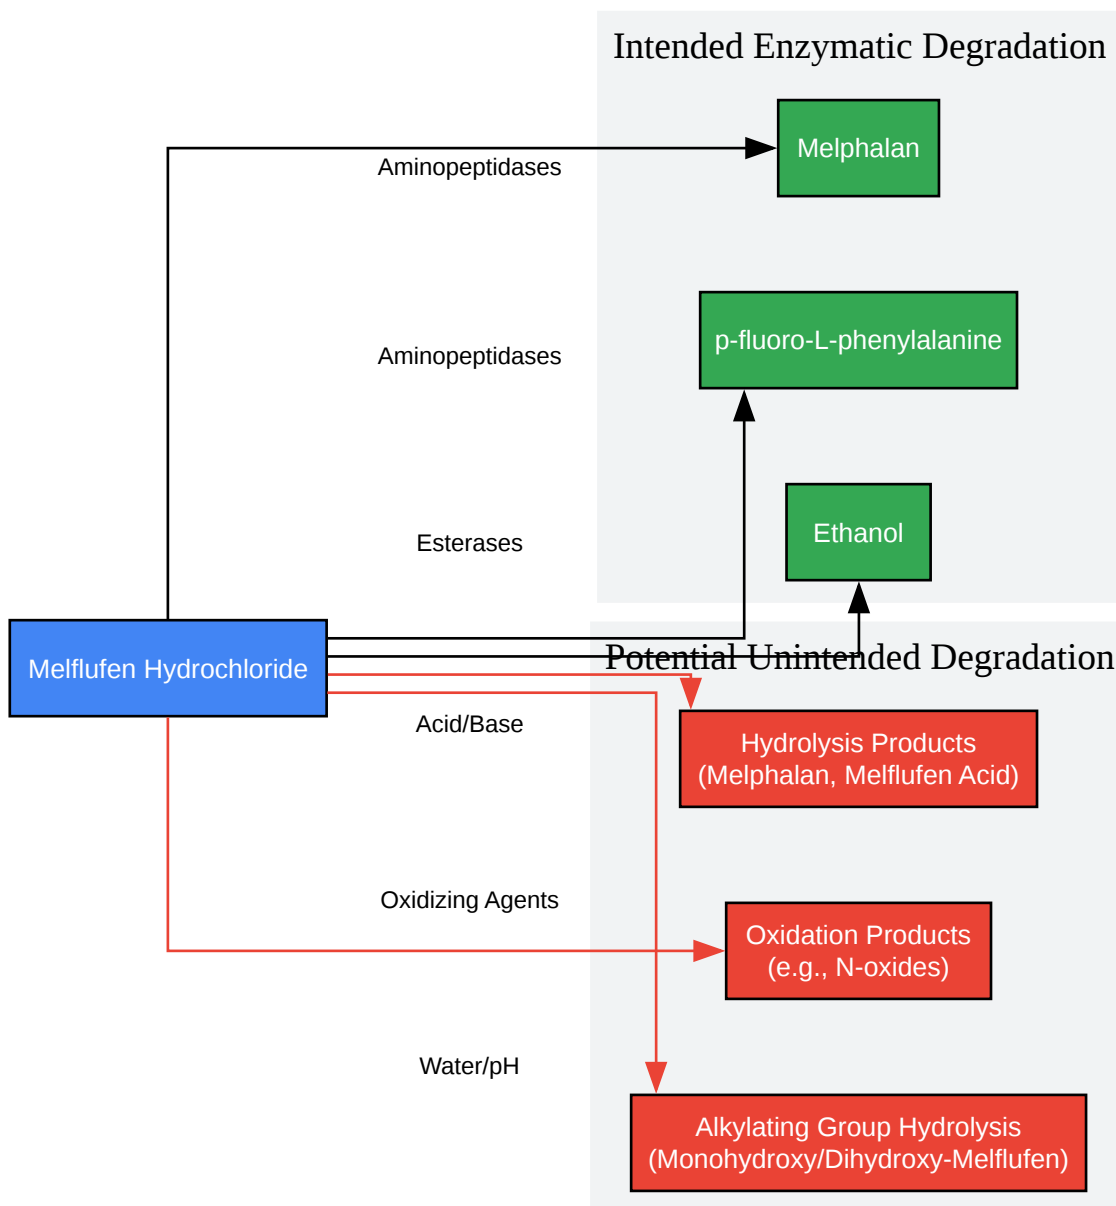 Intended Enzymatic Degradation
Melphalan
Aminopeptidases
p-fluoro-L-phenylalanine
Aminopeptidases
Ethanol
Esterases
Melflufen Hydrochloride
Potential Unintended Degradation
Acid/Base
Hydrolysis Products
(Melphalan, Melflufen Acid)
Oxidizing Agents
Oxidation Products
(e.g., N-oxides)
Water/pH
Alkylating Group Hydrolysis
(Monohydroxy/Dihydroxy-Melflufen)